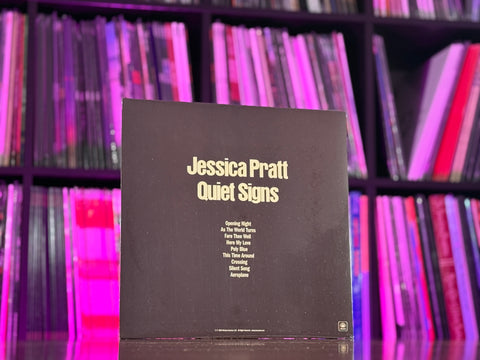 Jessica Pratt
Quiet Signs
Opening Night
As The World Turns
Fare Thee Well
Here My Love
Poly Blue
This Time Around
Crossing
Silent Song
Aeroplane